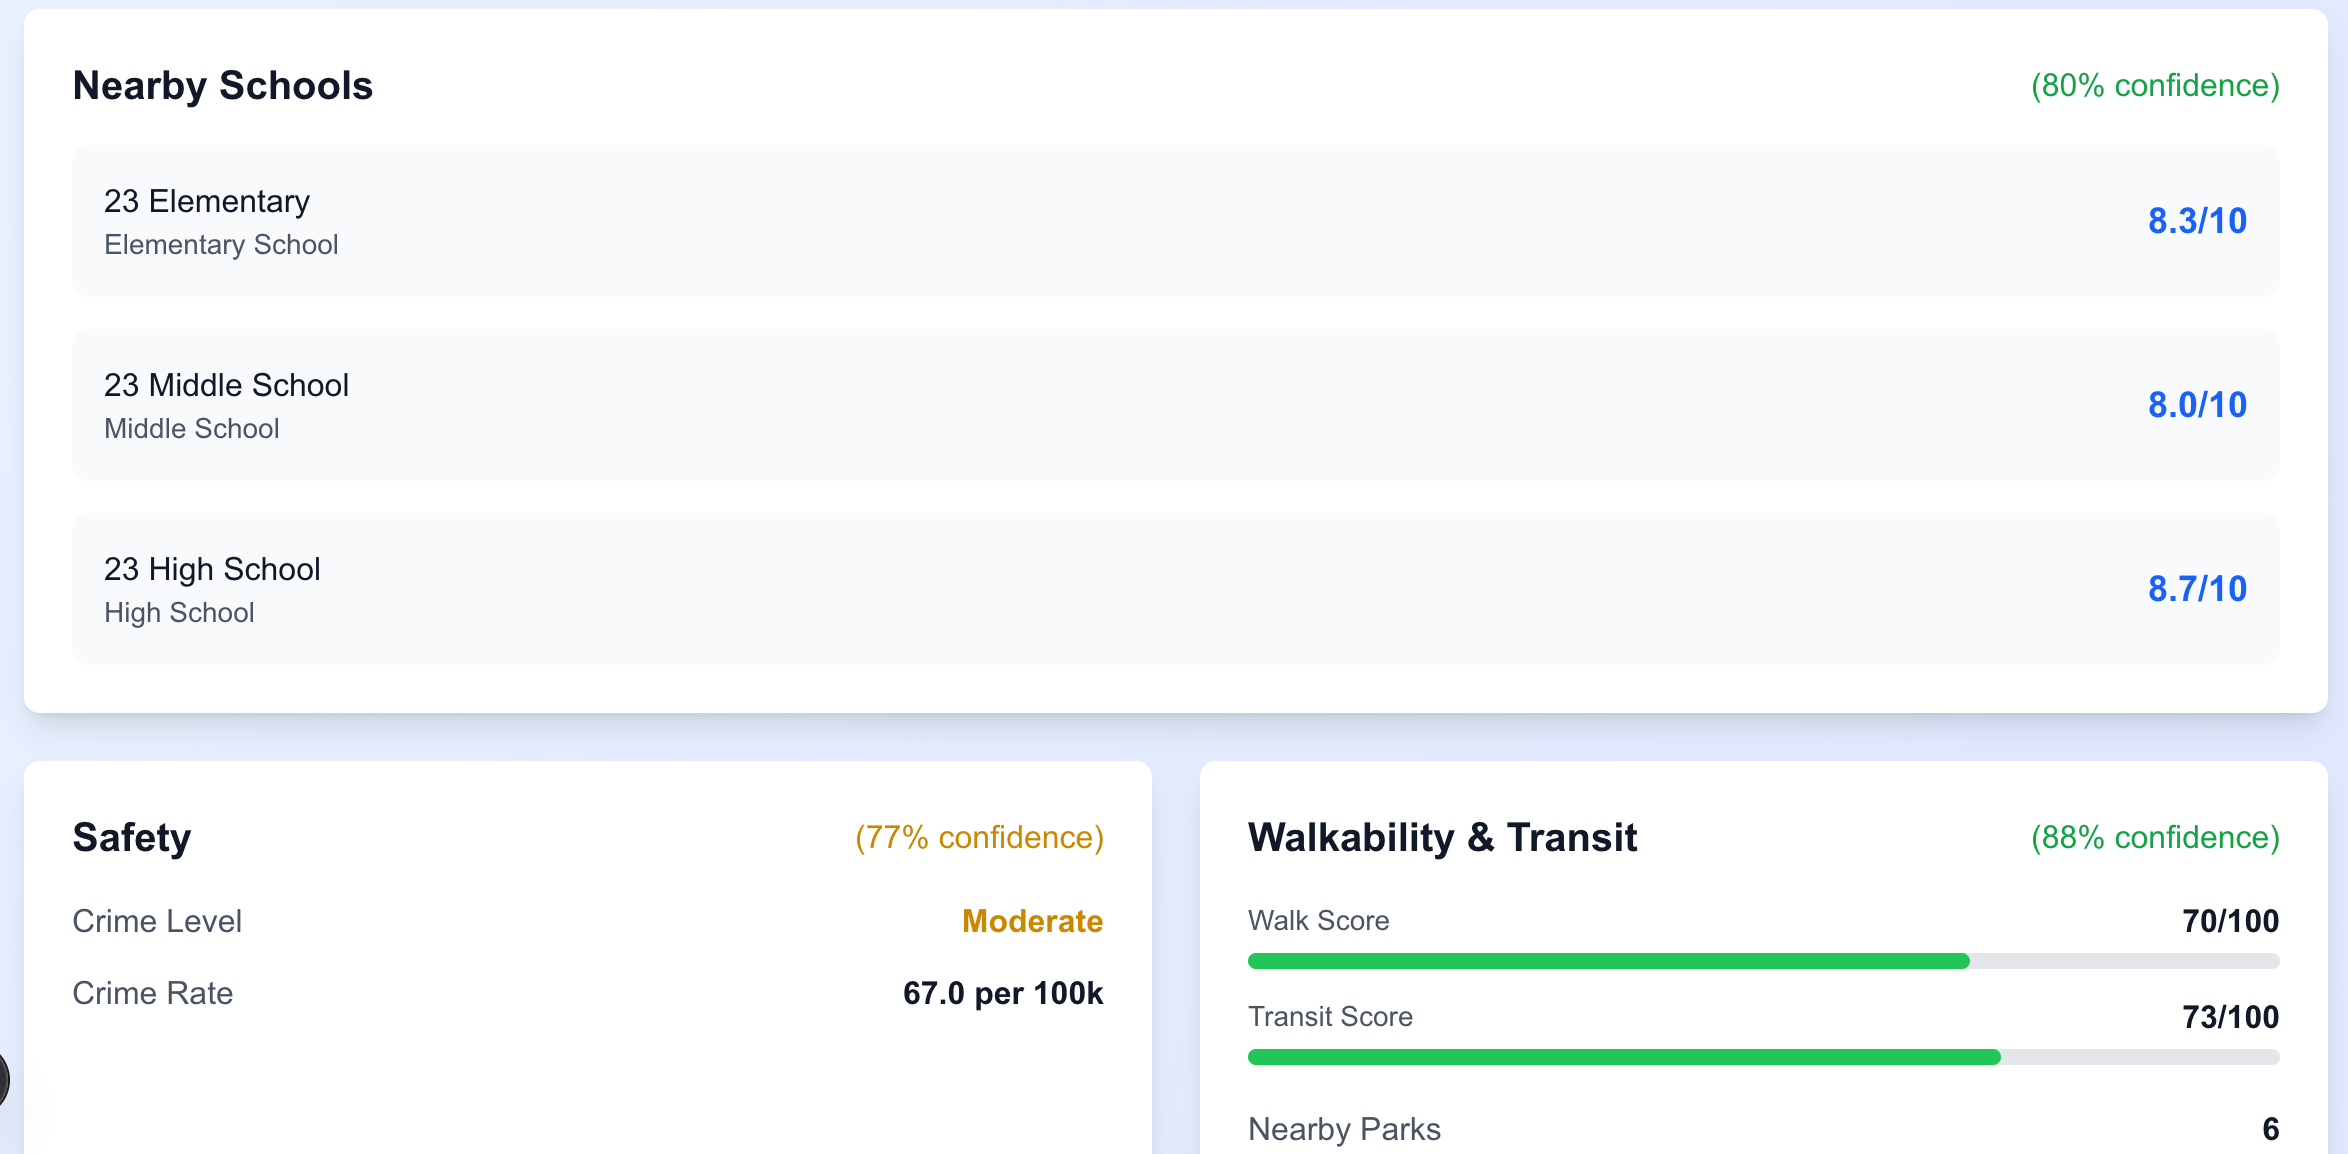 Nearby Schools (80% confidence)
23 Elementary
Elementary School
8.3/10
23 Middle School
Middle School
8.0/10
23 High School
High School
8.7/10
Safety (77% confidence)
Crime Level Moderate
Crime Rate 67.0 per 100k
Walkability & Transit (88% confidence)
Walk Score 70/100
Transit Score 73/100
Nearby Parks 6